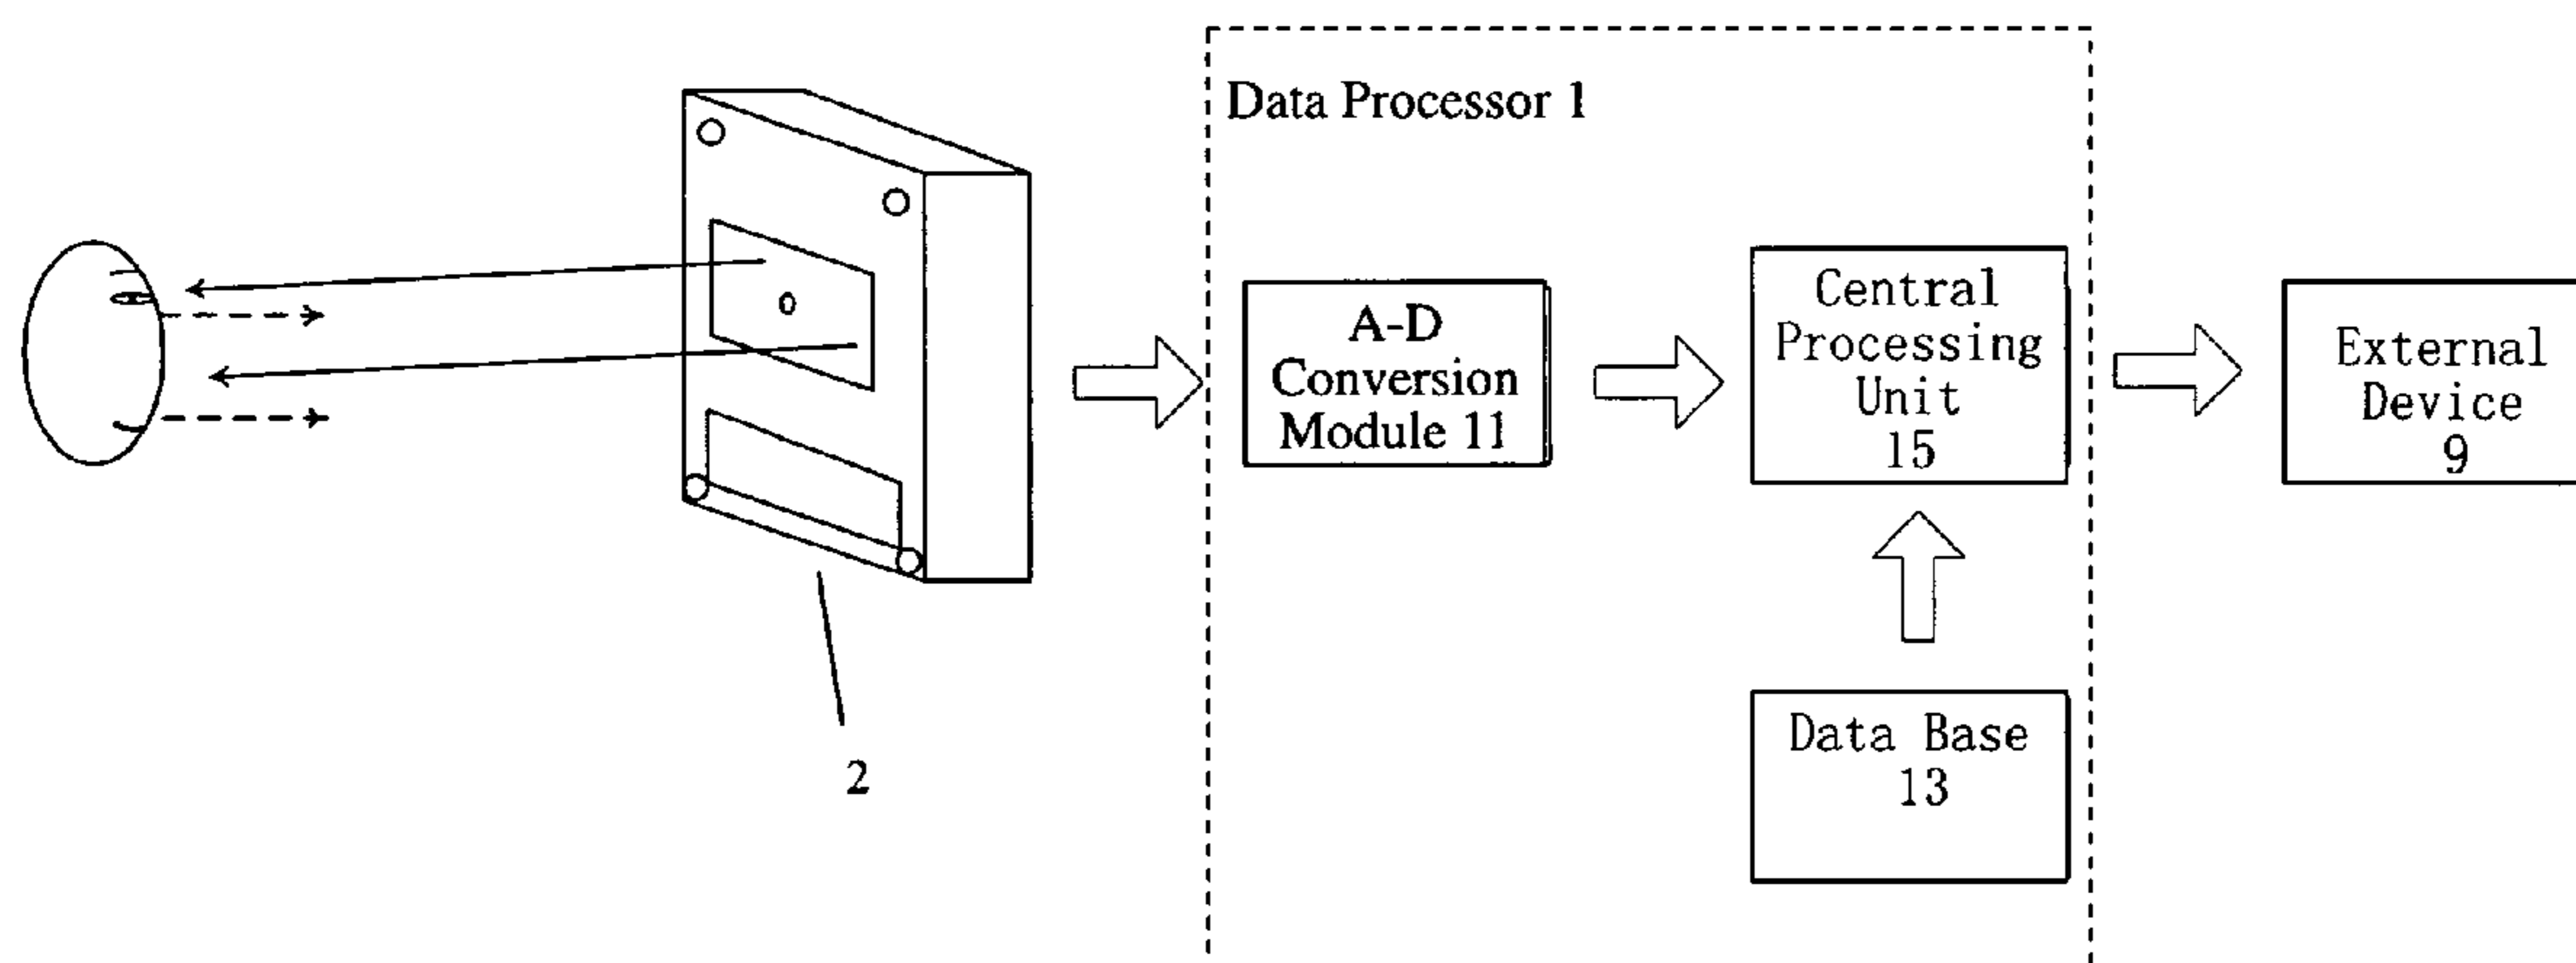 Data Processor 1
A-D
Conversion
Module 11
Central
Processing
Unit
15
External
Device
9
Data Base
13
2